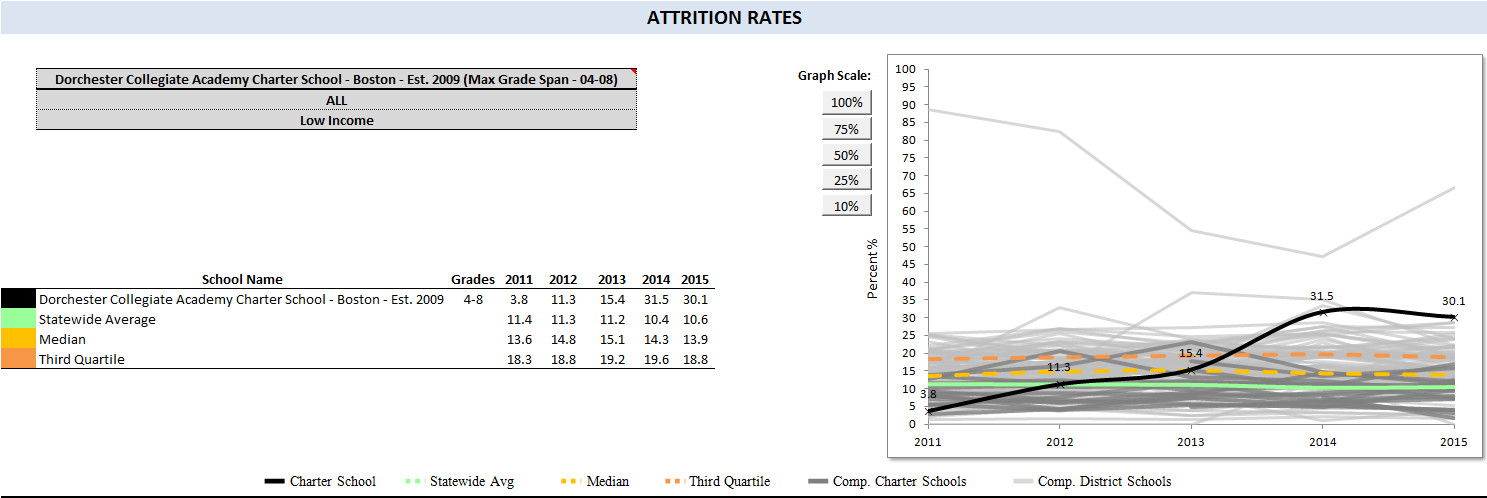 ATTRITION RATES
Dorchester Collegiate Academy Charter School - Boston - Est. 2009 (Max Grade Span - 04-08)
ALL
Low Income
Graph Scale:
100%
75%
50%
25%
10%
School Name Grades 2011 2012 2013 2014 2015
Dorchester Collegiate Academy Charter School - Boston - Est. 2009 4-8 3.8 11.3 15.4 31.5 30.1
Statewide Average 11.4 11.3 11.2 10.4 10.6
Median 13.6 14.8 15.1 14.3 13.9
Third Quartile 18.3 18.8 19.2 19.6 18.8
Percent %
100
95
90
85
80
75
70
65
60
55
50
45
40
35
30
25
20
15
10
5
0
3.8
11.3
15.4
31.5
30.1
2011 2012 2013 2014 2015
Charter School Statewide Avg Median Third Quartile Comp. Charter Schools Comp. District Schools